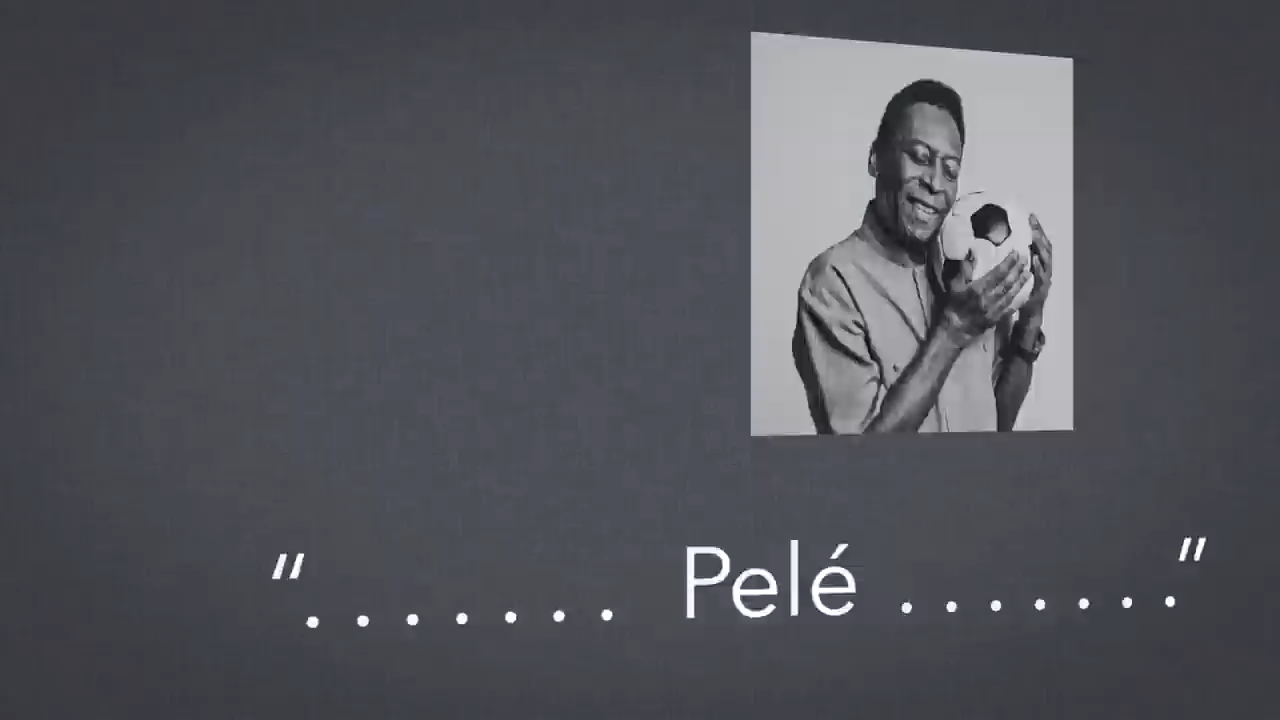 “. . . . . . . Pelé . . . . . . .”